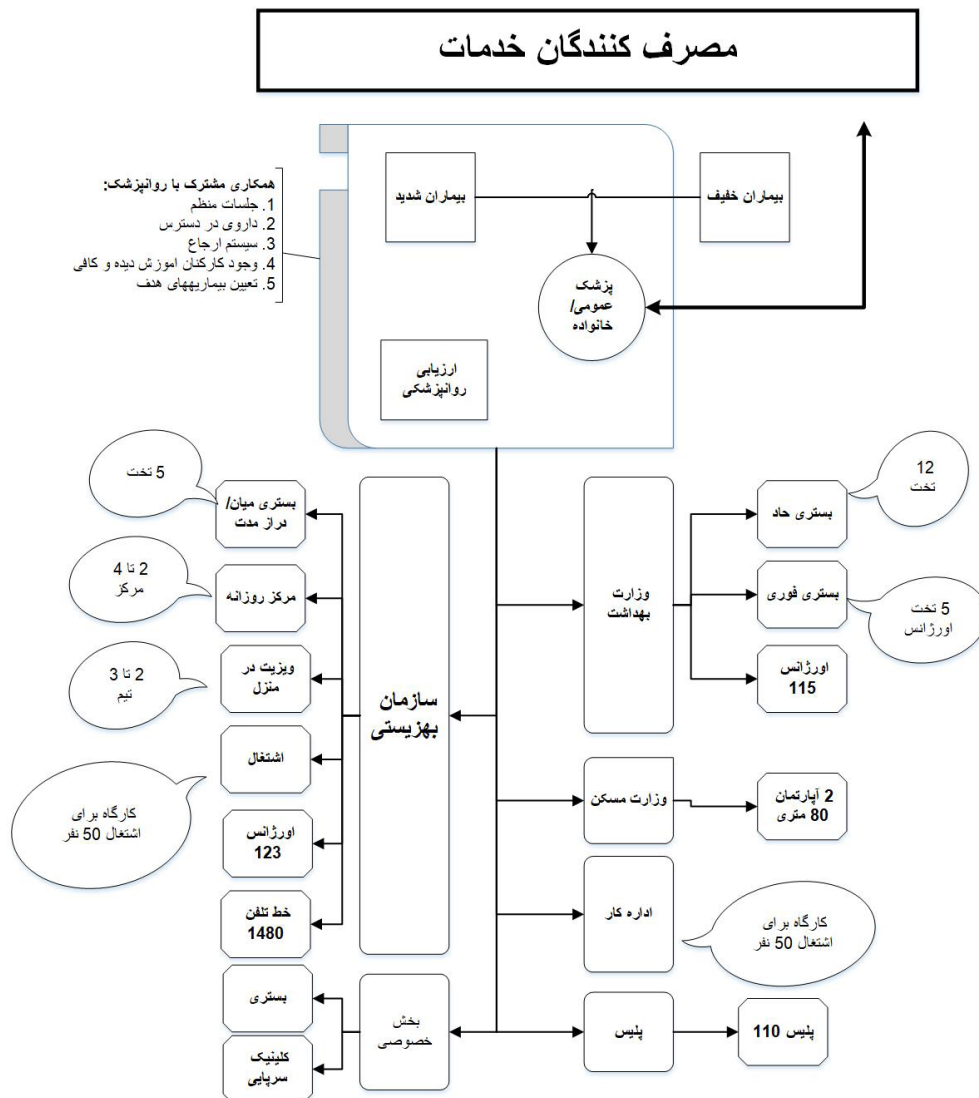 مصرف کنندگان خدمات
همکاری مشترک با روانپزشک:
1. جلسات منظم
2. داروی در دسترس
3. سیستم ارجاع
4. وجود کارکنان اموزش دیده و کافی
5. تعیین بیماریهای هدف
بیماران خفیف
بیماران شدید
پزشک
عمومی/
خانواده
ارزیابی
روانپزشکی
وزارت
بهداشت
بستری حاد
12
تخت
بستری فوری
5 تخت
اورژانس
اورژانس
115
وزارت مسکن
2 آپارتمان
80 متری
اداره کار
کارگاه برای
اشتغال 50 نفر
پلیس
پلیس 110
سازمان
بهزیستی
بستری میان/
دراز مدت
5 تخت
مرکز روزانه
2 تا 4
مرکز
ویزیت در
منزل
2 تا 3
تیم
اشتغال
کارگاه برای
اشتغال 50 نفر
اورژانس
123
خط تلفن
1480
بخش
خصوصی
بستری
کلینیک
سرپایی